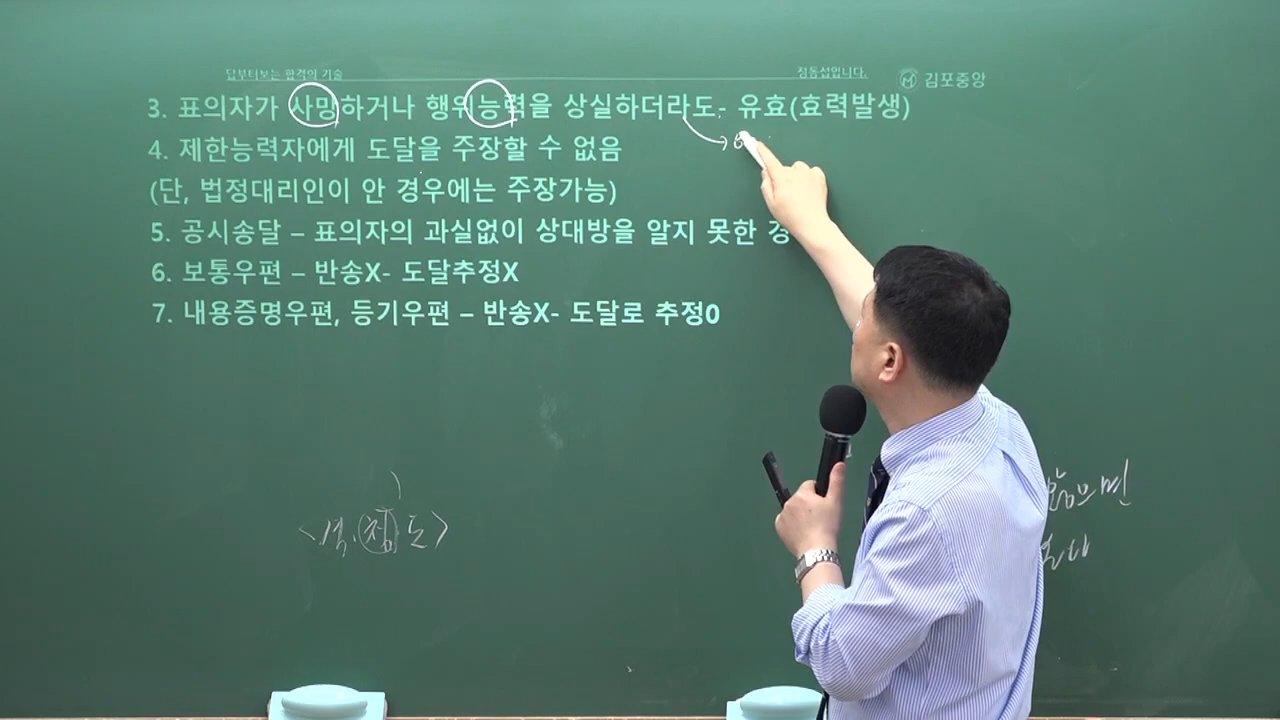 답부터보는 합격의 기술
정동섭입니다.
김포중앙
3. 표의자가 사망하거나 행위능력을 상실하더라도- 유효(효력발생)
4. 제한능력자에게 도달을 주장할 수 없음
(단, 법정대리인이 안 경우에는 주장가능)
5. 공시송달 – 표의자의 과실없이 상대방을 알지 못한 경
6. 보통우편 – 반송X- 도달추정X
7. 내용증명우편, 등기우편 – 반송X- 도달로 추정0